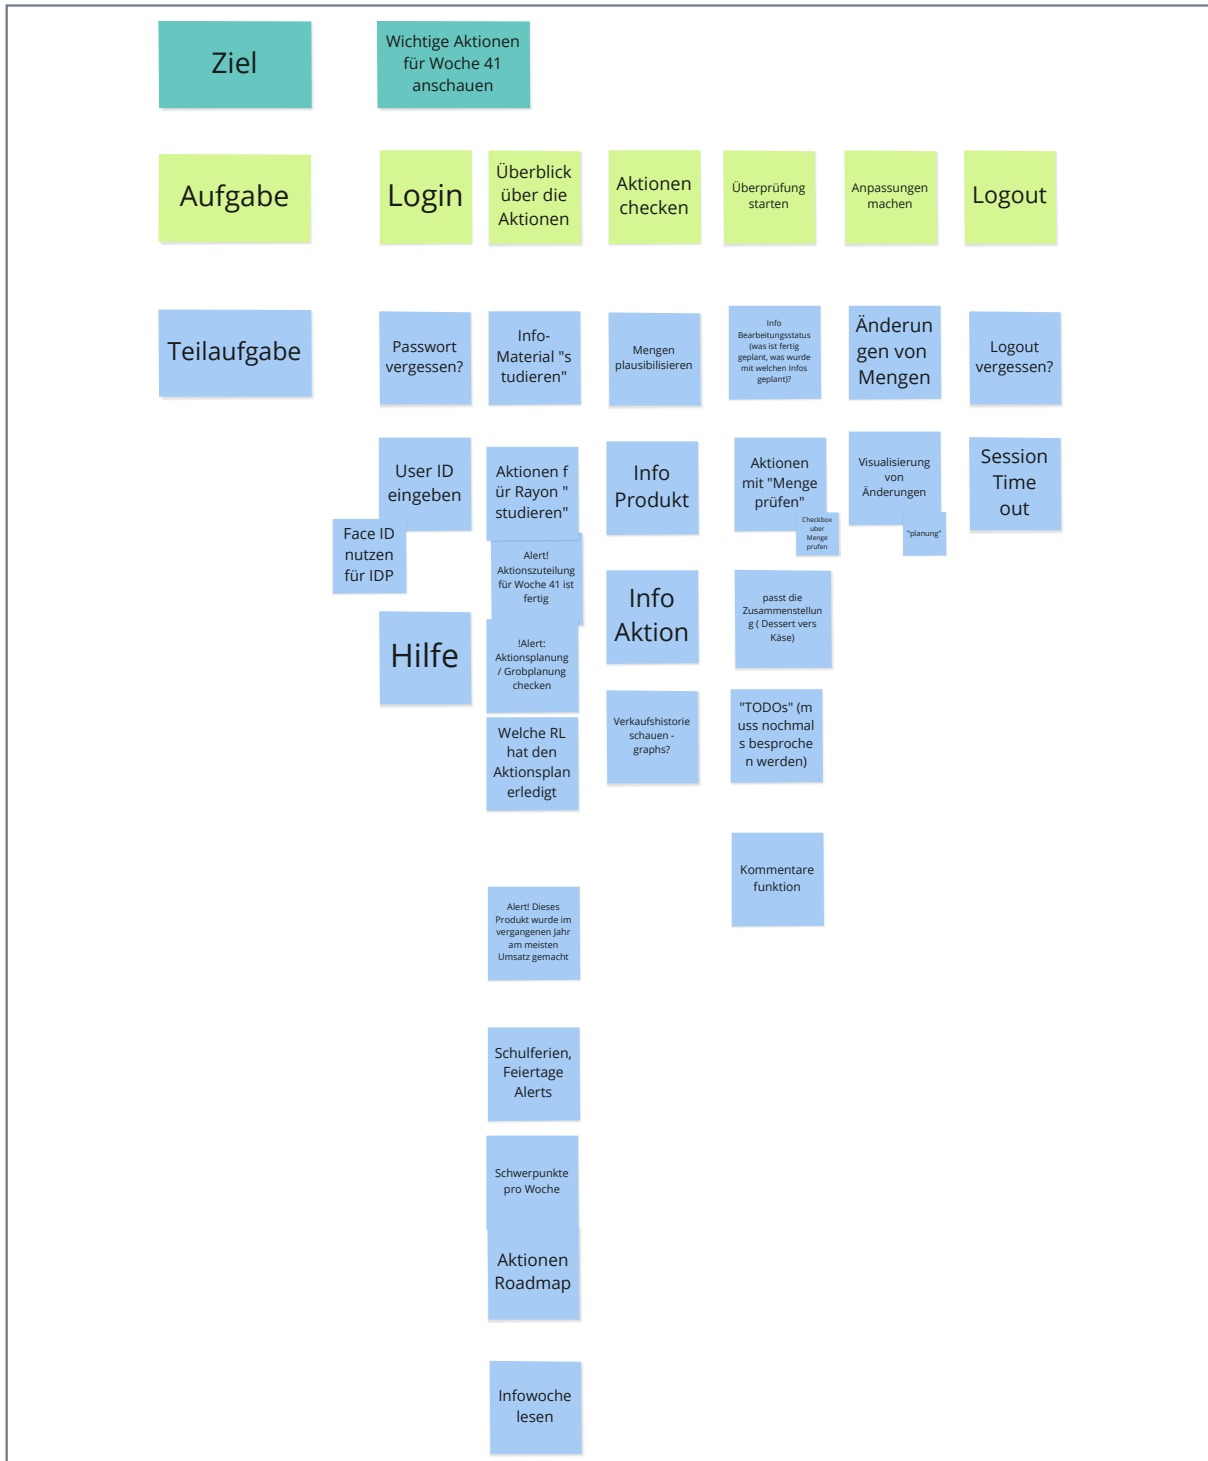 Ziel
Wichtige Aktionen
für Woche 41
anschauen
Aufgabe
Login
Überblick
über die
Aktionen
Aktionen
checken
Überprüfung
starten
Anpassungen
machen
Logout
Teilaufgabe
Passwort
vergessen?
Info-
Material "s
tudieren"
Mengen
plausibilisieren
Info
Bearbeitungsstatus
(was ist fertig
geplant, was wurde
mit welchen Infos
geplant)?
Änderun
gen von
Mengen
Logout
vergessen?
User ID
eingeben
Face ID
nutzen
für IDP
Aktionen f
ür Rayon "
studieren"
Info
Produkt
Aktionen
mit "Menge
prüfen"
Checkbox
uber
Menge
prufen
Visualisierung
von
Änderungen
"planung"
Session
Time
out
Alert!
Aktionszuteilung
für Woche 41 ist
fertig
Info
Aktion
passt die
Zusammenstellun
g ( Dessert vers
Käse)
Hilfe
!Alert:
Aktionsplanung
/ Grobplanung
checken
Verkaufshistorie
schauen -
graphs?
"TODOs" (m
uss nochmal
s besproche
n werden)
Welche RL
hat den
Aktionsplan
erledigt
Kommentare
funktion
Alert! Dieses
Produkt wurde im
vergangenen Jahr
am meisten
Umsatz gemacht
Schulferien,
Feiertage
Alerts
Schwerpunkte
pro Woche
Aktionen
Roadmap
Infowoche
lesen